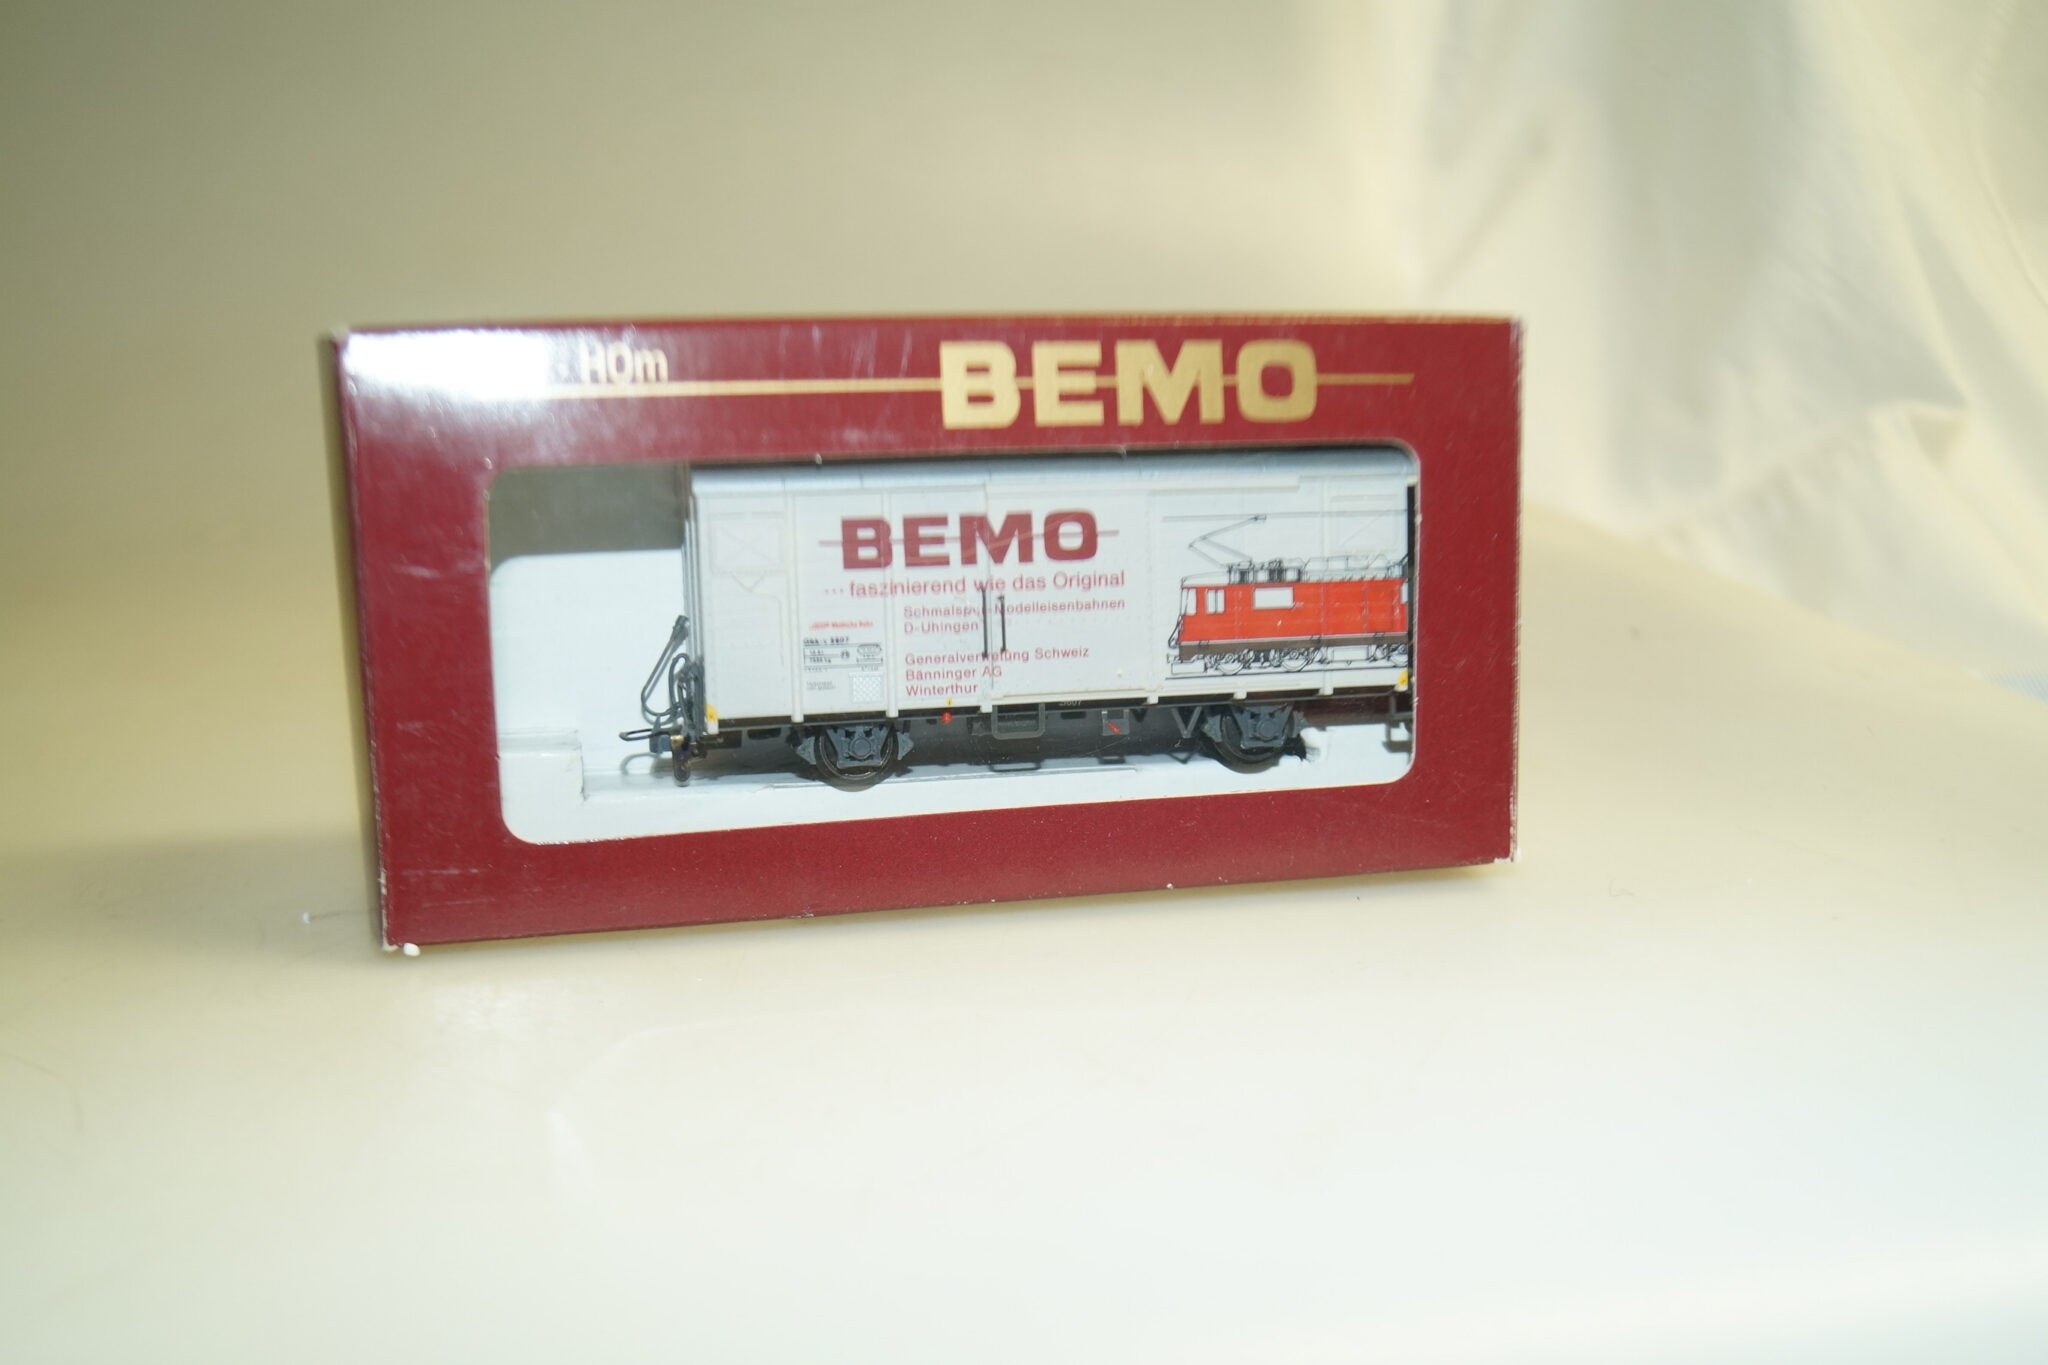 H0m
BEMO
BEMO
...faszinierend wie das Original
Schmalspur-Modelleisenbahnen
D-Uhingen
Generalvertretung Schweiz
Bänninger AG
Winterthur